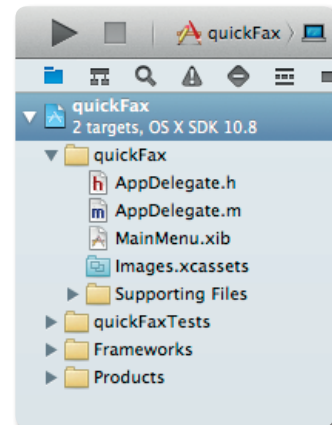 quickFax
quickFax
2 targets, OS X SDK 10.8
quickFax
h AppDelegate.h
m AppDelegate.m
MainMenu.xib
Images.xcassets
Supporting Files
quickFaxTests
Frameworks
Products